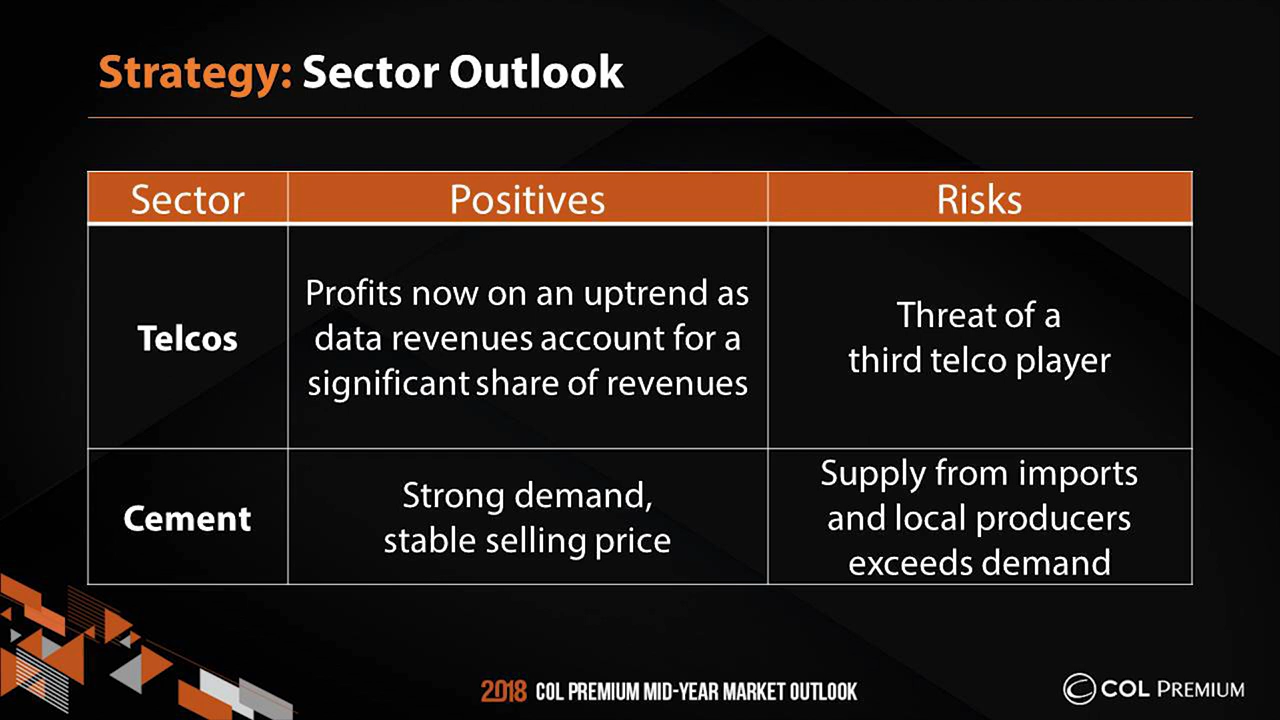 Strategy: Sector Outlook
Sector
Positives
Risks
Telcos
Profits now on an uptrend as
data revenues account for a
significant share of revenues
Threat of a
third telco player
Cement
Strong demand,
stable selling price
Supply from imports
and local producers
exceeds demand
2018 COL PREMIUM MID-YEAR MARKET OUTLOOK
COL PREMIUM